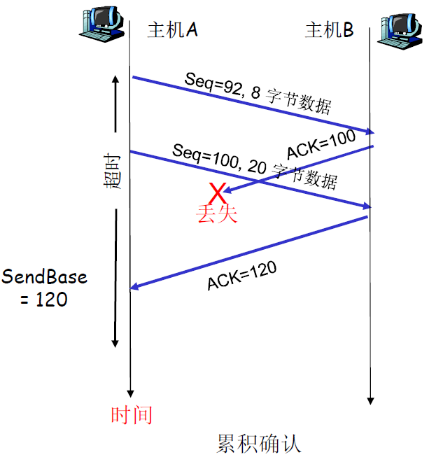 主机A
主机B
Seq=92, 8 字节数据
ACK=100
Seq=100, 20 字节数据
超时
X
丢失
SendBase
= 120
ACK=120
时间
累积确认